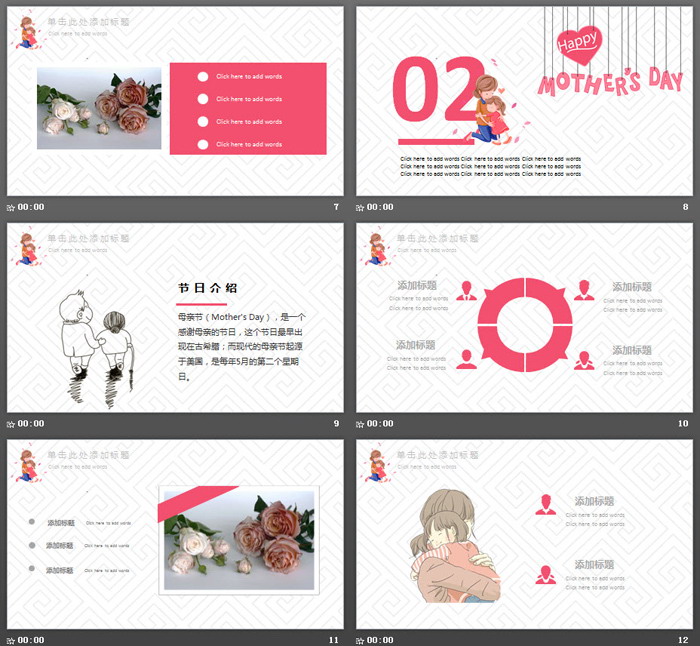 单击此处添加标题
Click here to add words
Click here to add words
Click here to add words
Click here to add words
Click here to add words
00:00
7
Happy
MOTHER'S DAY
02
Click here to add words Click here to add words Click here to add words
Click here to add words Click here to add words Click here to add words
Click here to add words Click here to add words Click here to add words
00:00
8
单击此处添加标题
Click here to add words
节日介绍
母亲节（Mother's Day），是一个
感谢母亲的节日，这个节日最早出
现在古希腊；而现代的母亲节起源
于美国，是每年5月的第二个星期
日。
00:00
9
单击此处添加标题
Click here to add words
添加标题
Click here to add words
Click here to add words
添加标题
Click here to add words
Click here to add words
添加标题
Click here to add words
Click here to add words
添加标题
Click here to add words
Click here to add words
00:00
10
单击此处添加标题
Click here to add words
添加标题 Click here to add words
添加标题 Click here to add words
添加标题 Click here to add words
00:00
11
单击此处添加标题
Click here to add words
添加标题
Click here to add words
Click here to add words
添加标题
Click here to add words
Click here to add words
00:00
12